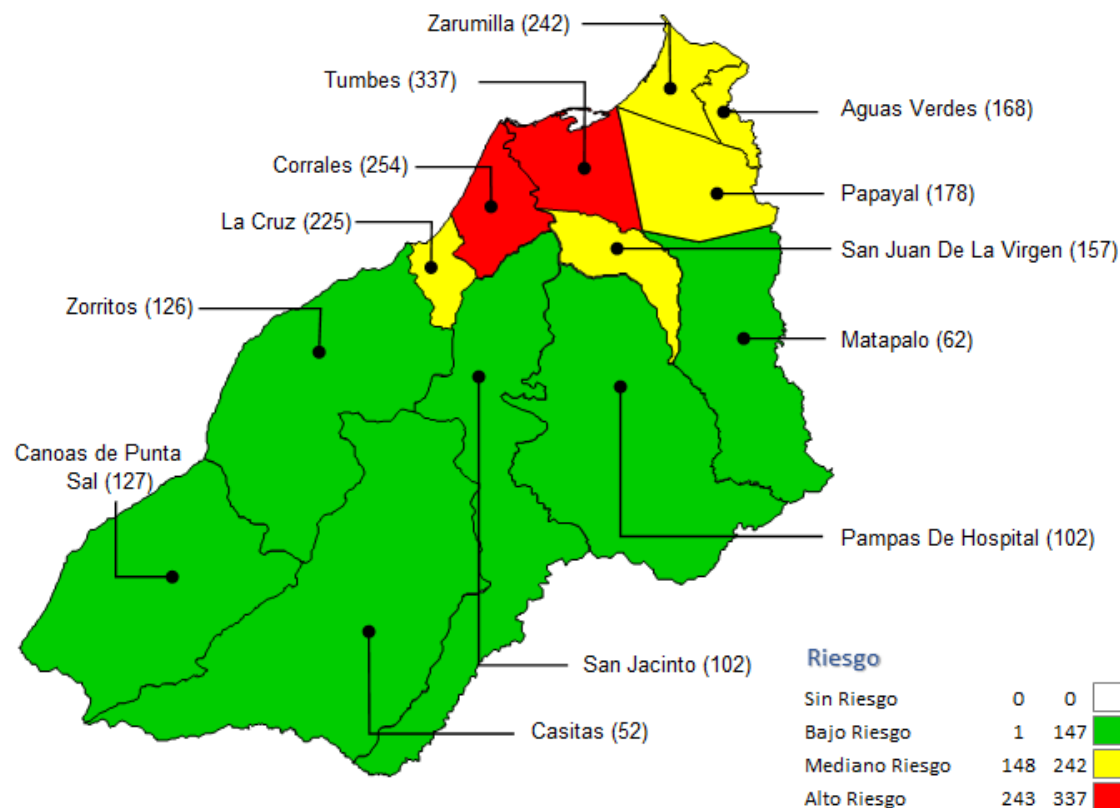 Zarumilla (242)
Tumbes (337)
Aguas Verdes (168)
Corrales (254)
Papayal (178)
La Cruz (225)
San Juan De La Virgen (157)
Zorritos (126)
Matapalo (62)
Canoas de Punta
Sal (127)
Pampas De Hospital (102)
San Jacinto (102)
Casitas (52)
Riesgo
Sin Riesgo 0 0
Bajo Riesgo 1 147
Mediano Riesgo 148 242
Alto Riesgo 243 337